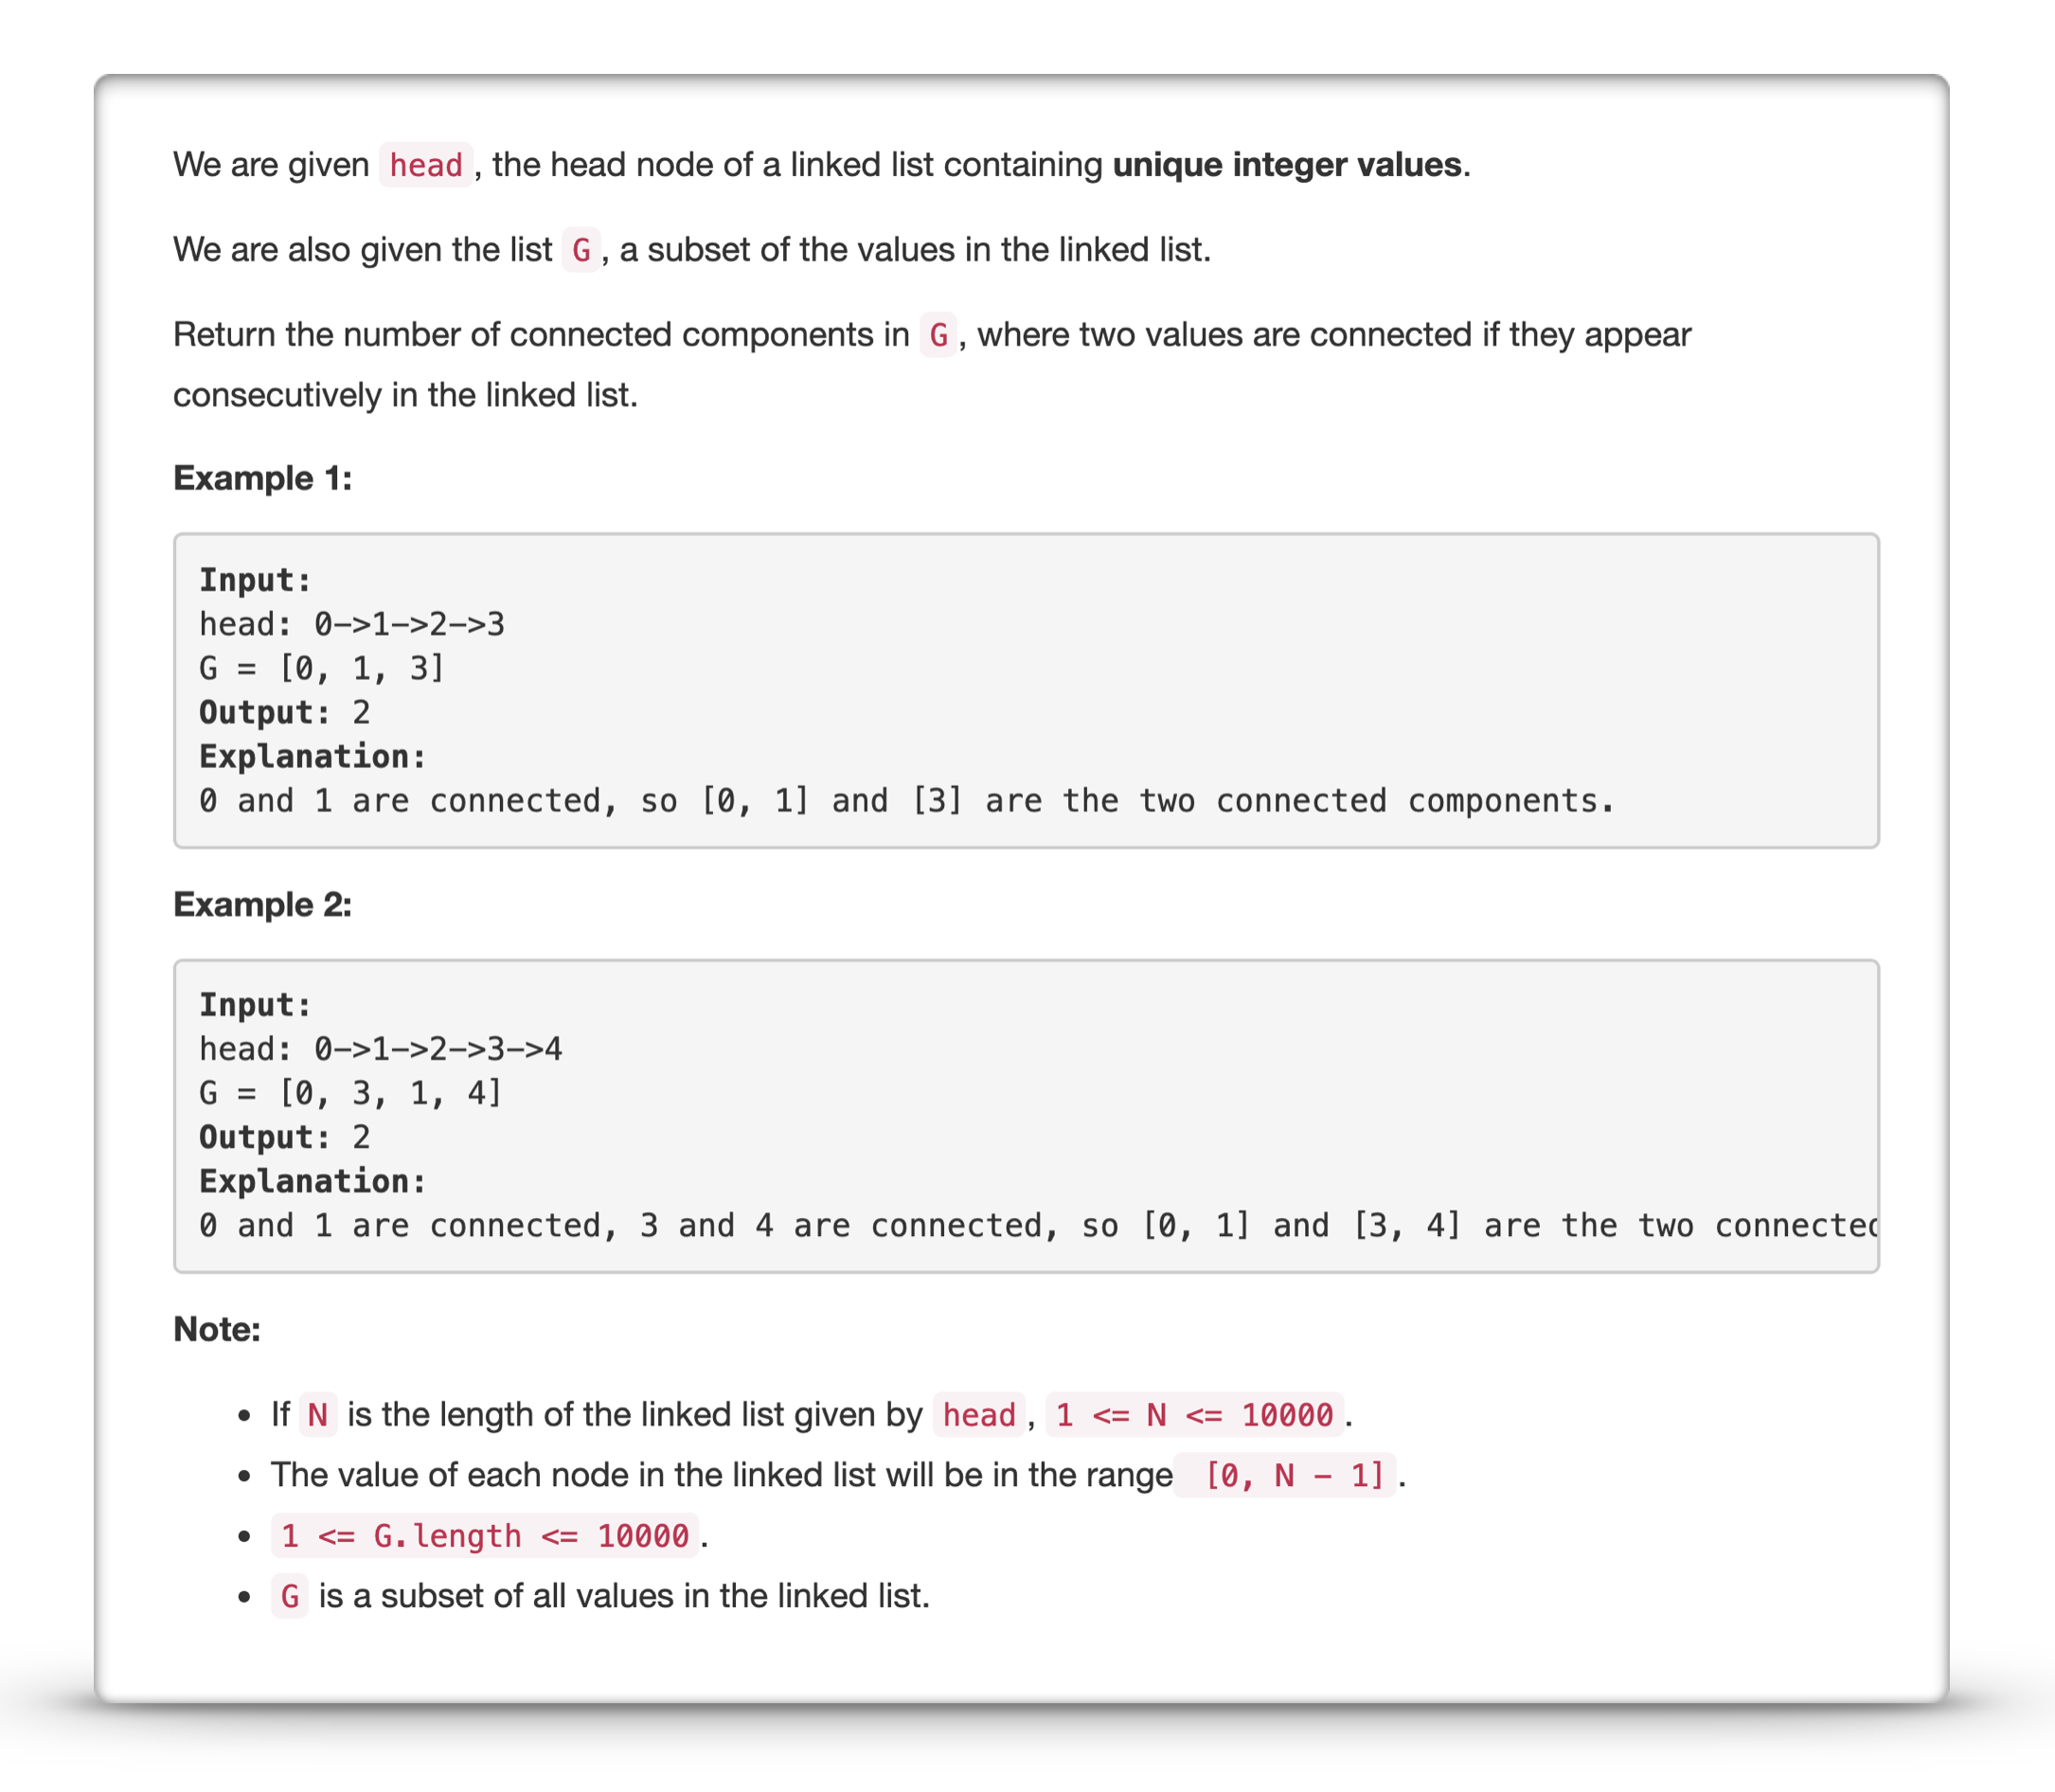 We are given head, the head node of a linked list containing unique integer values.
We are also given the list G, a subset of the values in the linked list.
Return the number of connected components in G, where two values are connected if they appear
consecutively in the linked list.
Example 1:
Input:
head: 0->1->2->3
G = [0, 1, 3]
Output: 2
Explanation:
0 and 1 are connected, so [0, 1] and [3] are the two connected components.
Example 2:
Input:
head: 0->1->2->3->4
G = [0, 3, 1, 4]
Output: 2
Explanation:
0 and 1 are connected, 3 and 4 are connected, so [0, 1] and [3, 4] are the two connected
Note:
• If N is the length of the linked list given by head, 1 <= N <= 10000.
• The value of each node in the linked list will be in the range [0, N - 1].
• 1 <= G.length <= 10000.
• G is a subset of all values in the linked list.